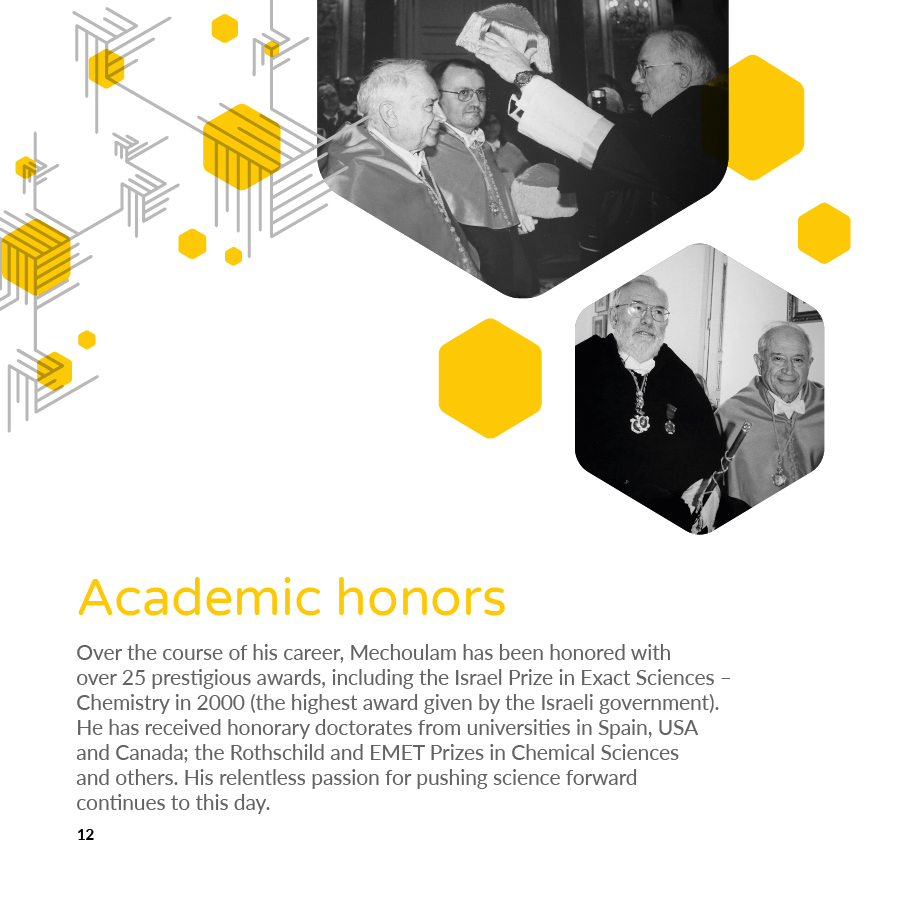 Academic honors
Over the course of his career, Mechoulam has been honored with
over 25 prestigious awards, including the Israel Prize in Exact Sciences –
Chemistry in 2000 (the highest award given by the Israeli government).
He has received honorary doctorates from universities in Spain, USA
and Canada; the Rothschild and EMET Prizes in Chemical Sciences
and others. His relentless passion for pushing science forward
continues to this day.
12